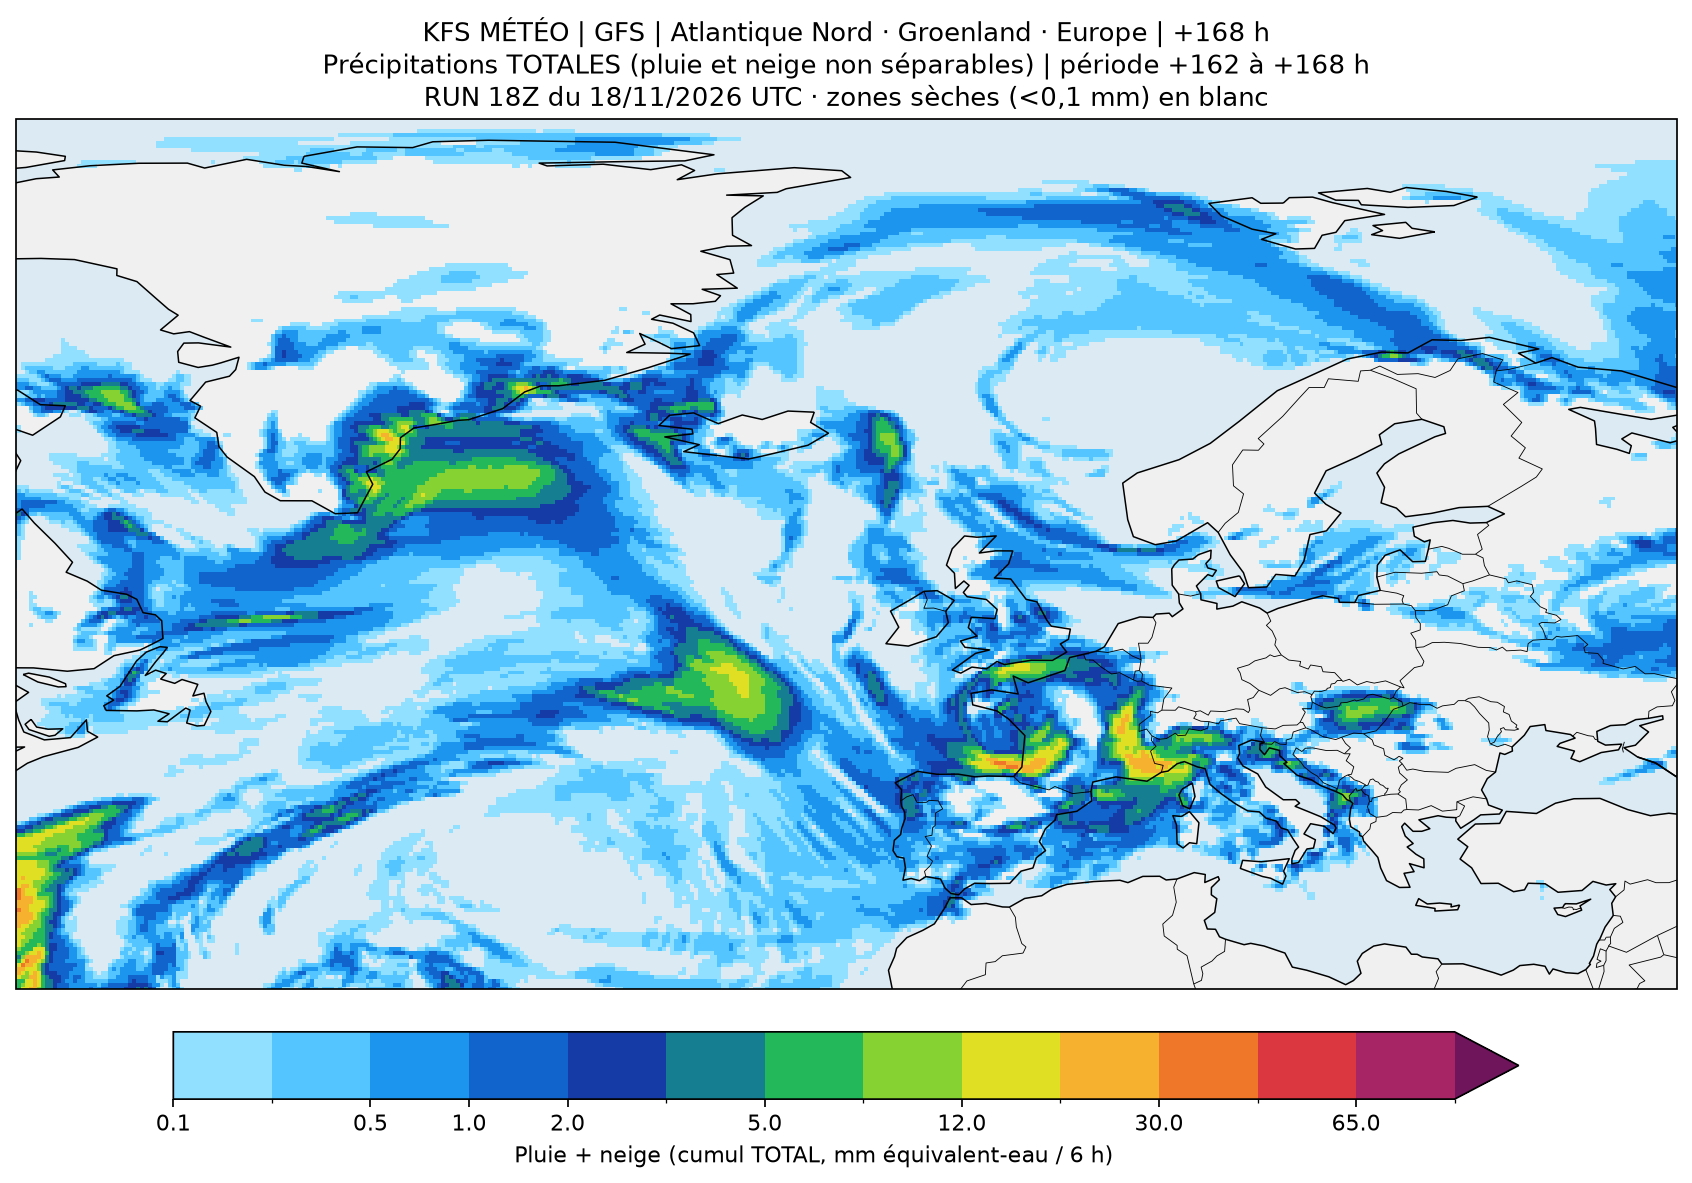 KFS MÉTÉO | GFS | Atlantique Nord · Groenland · Europe | +168 h
Précipitations TOTALES (pluie et neige non séparables) | période +162 à +168 h
RUN 18Z du 18/11/2026 UTC · zones sèches (<0,1 mm) en blanc
0.1 0.5 1.0 2.0 5.0 12.0 30.0 65.0
Pluie + neige (cumul TOTAL, mm équivalent-eau / 6 h)